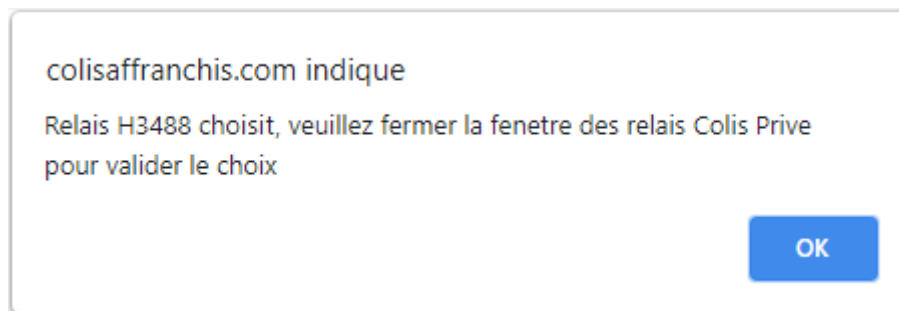 colisaffranchis.com indique
Relais H3488 choisit, veuillez fermer la fenetre des relais Colis Prive
pour valider le choix
OK